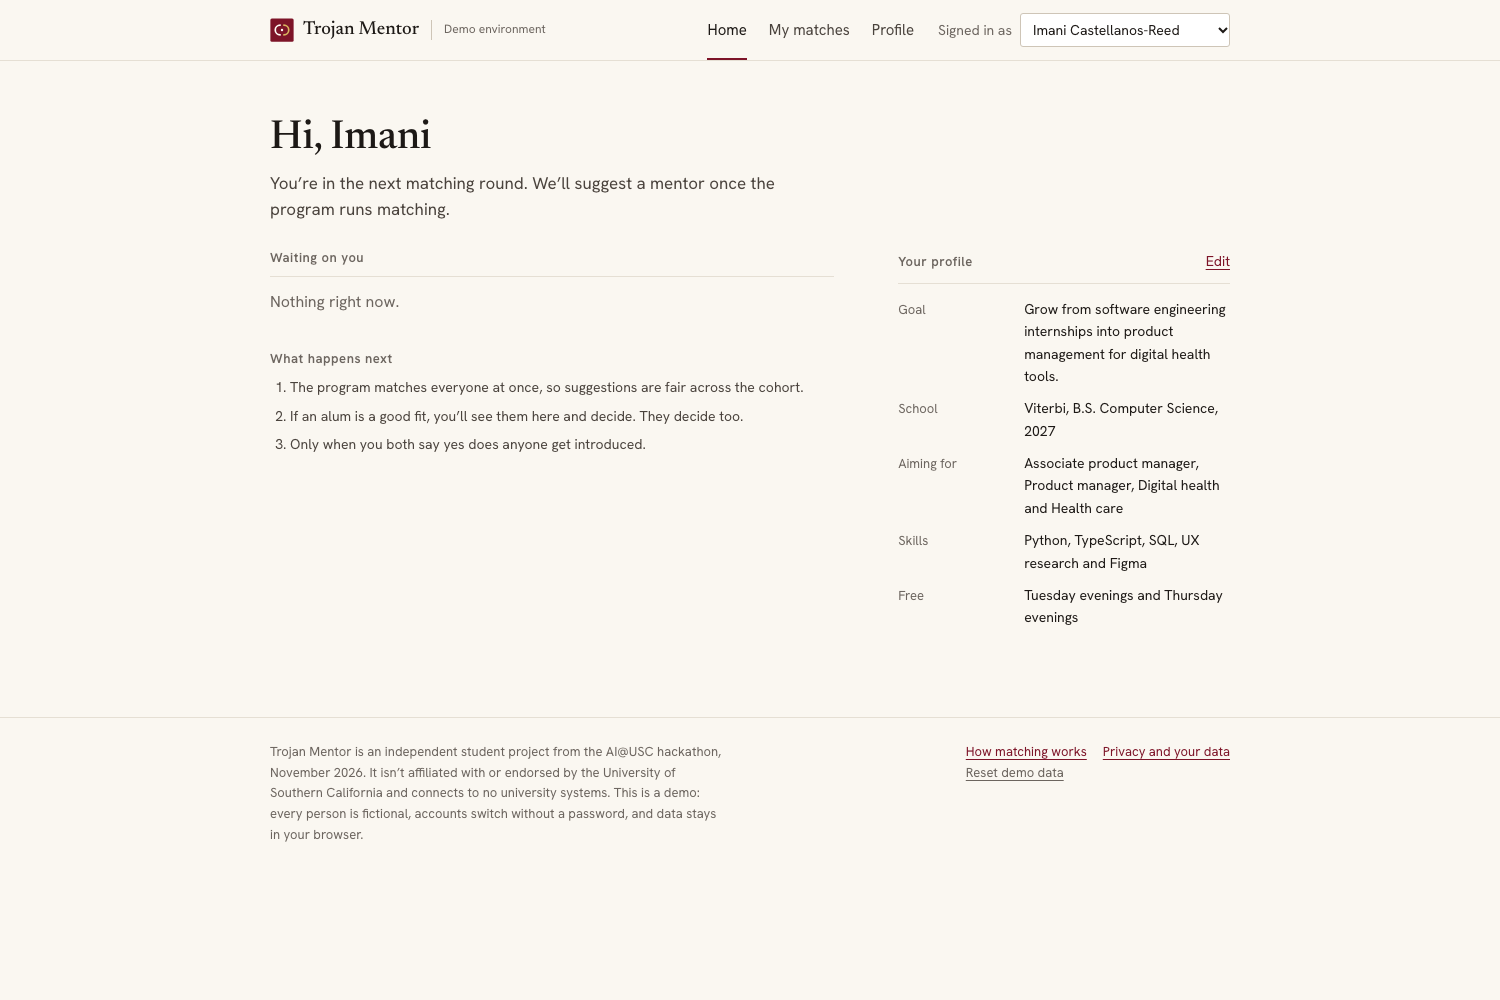 Trojan Mentor
Demo environment
Home
My matches
Profile
Signed in as
Imani Castellanos-Reed
Hi, Imani
You’re in the next matching round. We’ll suggest a mentor once the
program runs matching.
Waiting on you
Nothing right now.
What happens next
1. The program matches everyone at once, so suggestions are fair across the cohort.
2. If an alum is a good fit, you’ll see them here and decide. They decide too.
3. Only when you both say yes does anyone get introduced.
Your profile
Edit
Goal
Grow from software engineering
internships into product
management for digital health
tools.
School
Viterbi, B.S. Computer Science,
2027
Aiming for
Associate product manager,
Product manager, Digital health
and Health care
Skills
Python, TypeScript, SQL, UX
research and Figma
Free
Tuesday evenings and Thursday
evenings
Trojan Mentor is an independent student project from the AI@USC hackathon,
November 2026. It isn’t affiliated with or endorsed by the University of
Southern California and connects to no university systems. This is a demo:
every person is fictional, accounts switch without a password, and data stays
in your browser.
How matching works
Privacy and your data
Reset demo data